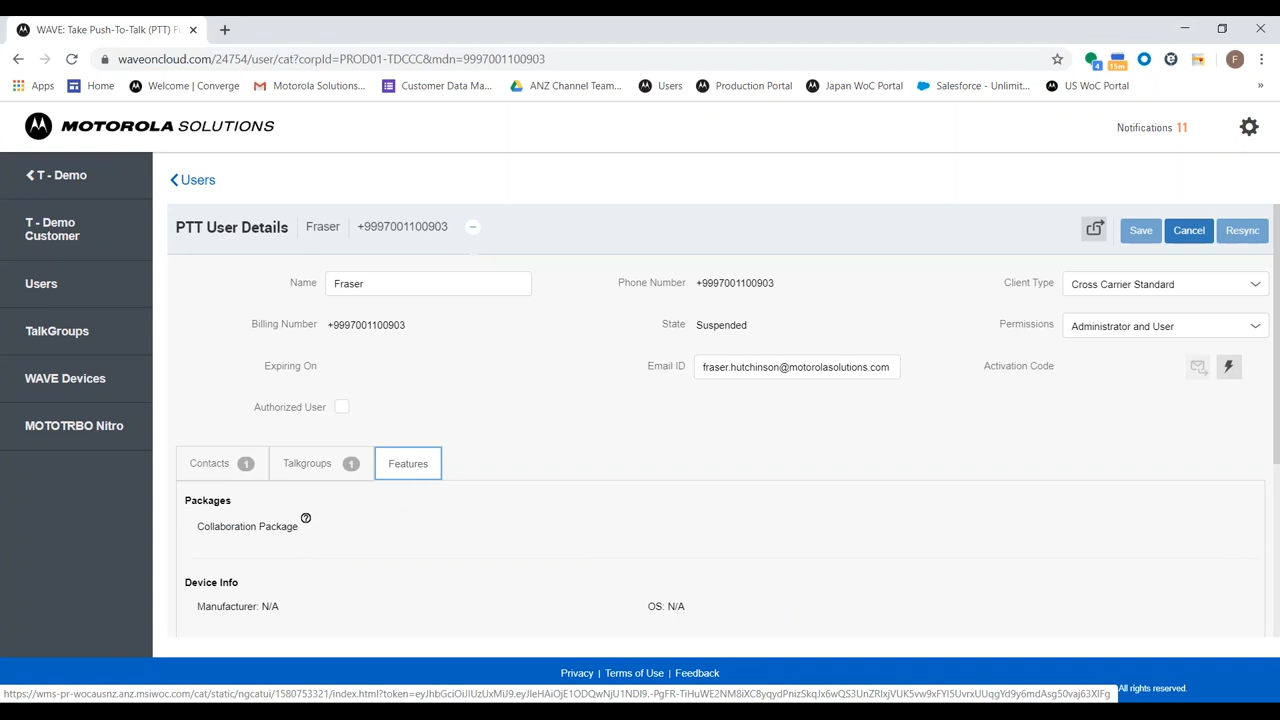 WAVE: Take Push-To-Talk (PTT) F
waveoncloud.com/24754/user/cat?corpId=PROD01-TDCCC&mdn=9997001100903
4
15m
F
Apps
Home
Welcome | Converge
Motorola Solutions...
Customer Data Ma...
ANZ Channel Team...
Users
Production Portal
Japan WoC Portal
Salesforce - Unlimit...
US WoC Portal
»
MOTOROLA SOLUTIONS
Notifications 11
T - Demo
T - Demo
Customer
Users
TalkGroups
WAVE Devices
MOTOTRBO Nitro
Users
PTT User Details
Fraser
+9997001100903
Save
Cancel
Resync
Name
Fraser
Phone Number
+9997001100903
Client Type
Cross Carrier Standard
Billing Number
+9997001100903
State
Suspended
Permissions
Administrator and User
Expiring On
Email ID
fraser.hutchinson@motorolasolutions.com
Activation Code
Authorized User
Contacts 1
Talkgroups 1
Features
Packages
Collaboration Package
Device Info
Manufacturer: N/A
OS: N/A
Privacy | Terms of Use | Feedback
All rights reserved.